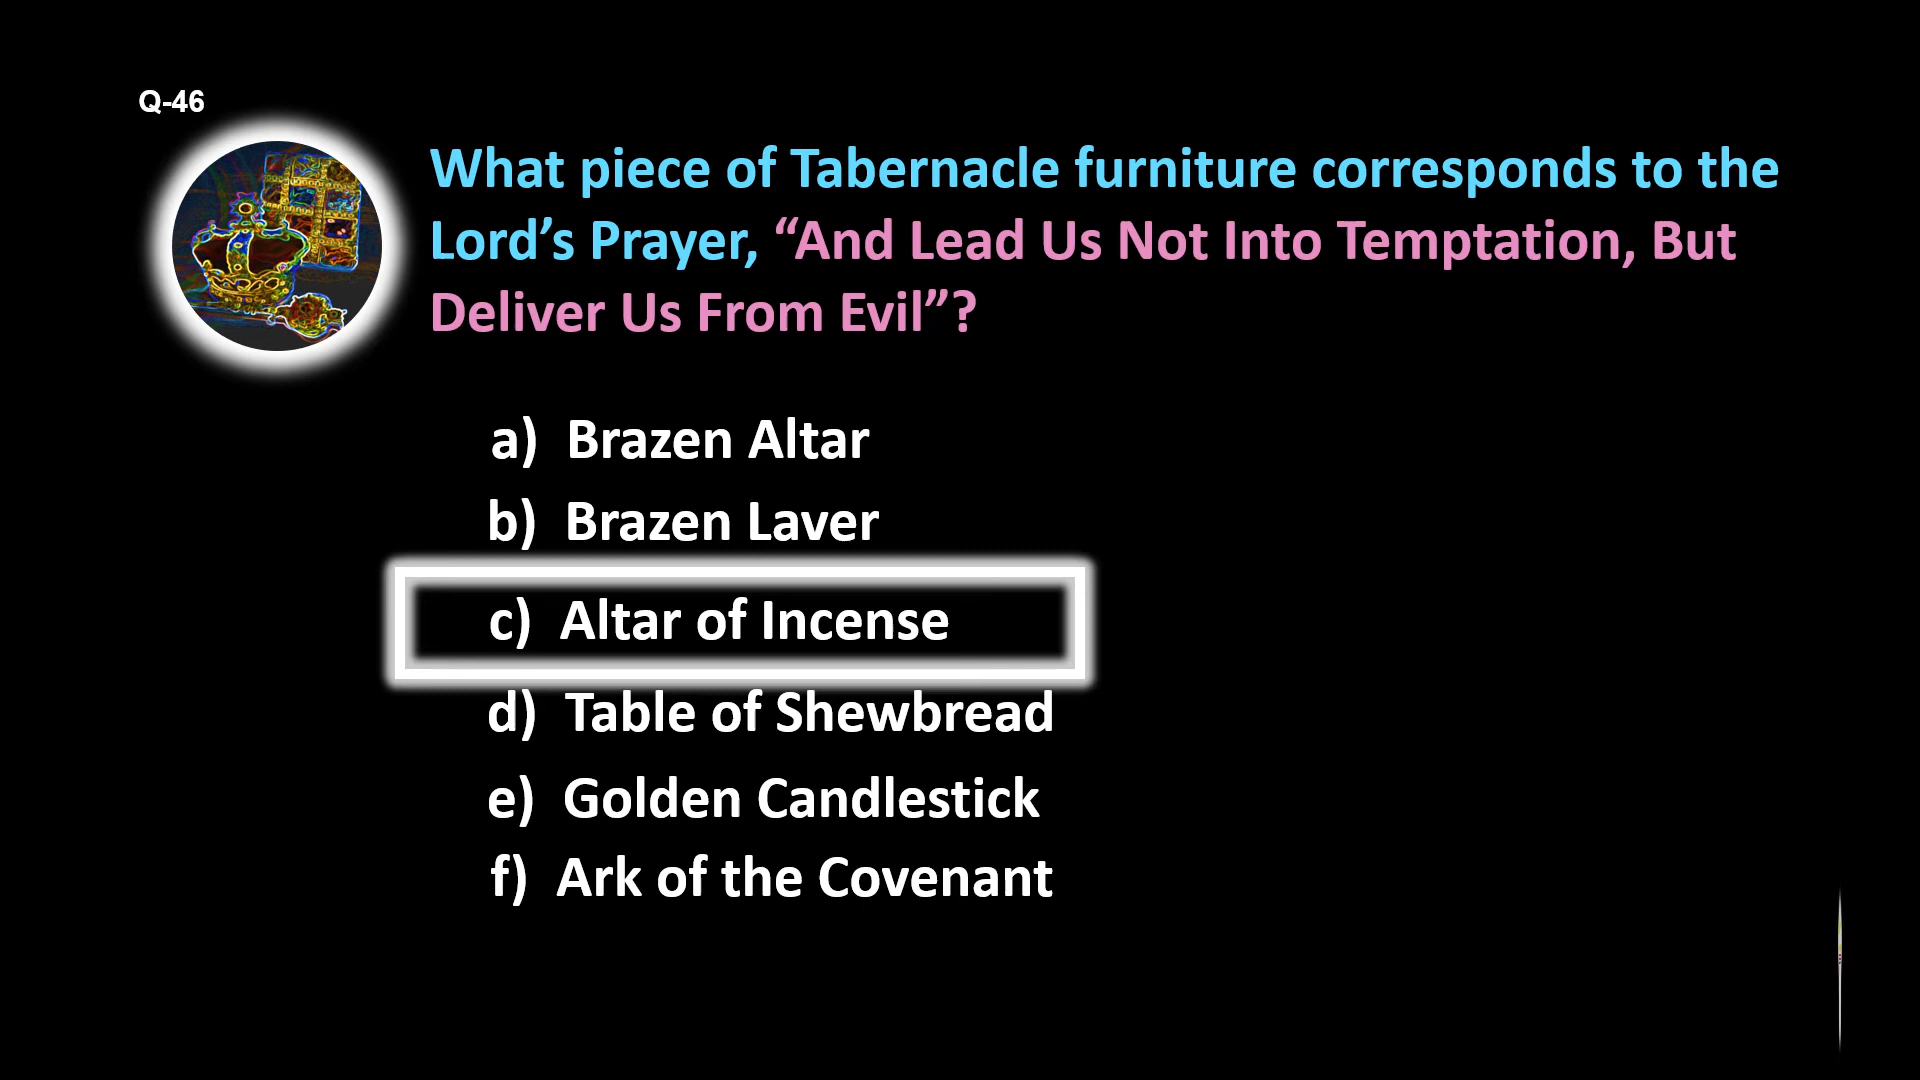 Q-46
What piece of Tabernacle furniture corresponds to the
Lord’s Prayer, “And Lead Us Not Into Temptation, But
Deliver Us From Evil”?
a) Brazen Altar
b) Brazen Laver
c) Altar of Incense
d) Table of Shewbread
e) Golden Candlestick
f) Ark of the Covenant